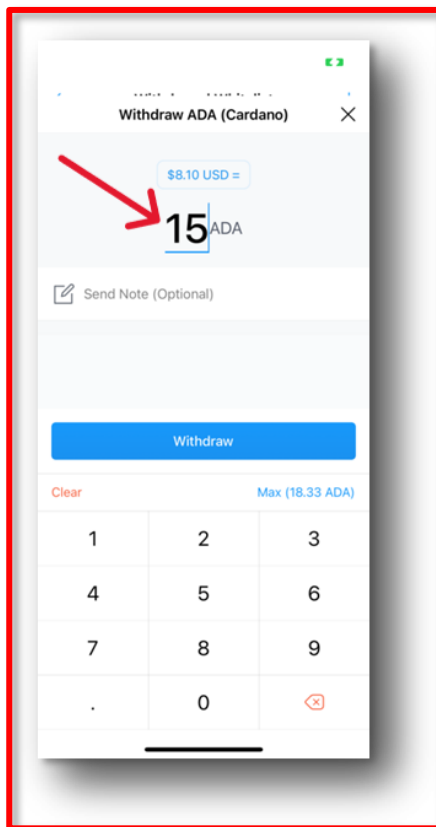 Withdraw ADA (Cardano)
$8.10 USD =
15 ADA
Send Note (Optional)
Withdraw
Clear
Max (18.33 ADA)
1 2 3
4 5 6
7 8 9
. 0